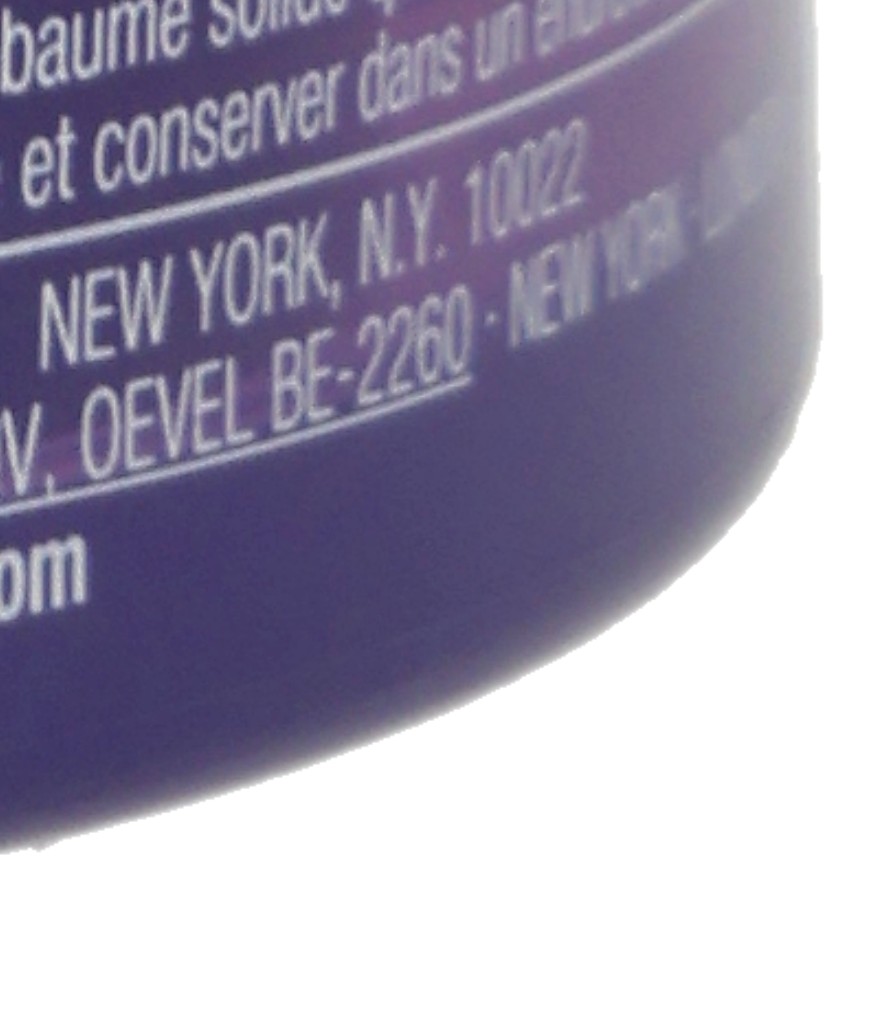 baume solide
et conserver dans un
NEW YORK, N.Y. 10022
V, OEVEL BE-2260 · NEW YORK ·
om